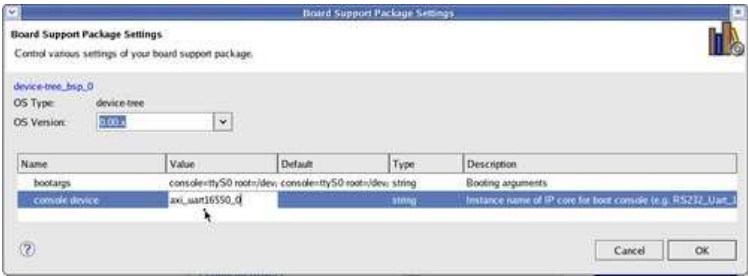 Board Support Package Settings
Board Support Package Settings
Control various settings of your board support package.
device-tree_bsp_0
OS Type: device-tree
OS Version: 0.00.x
Name Value Default Type Description
bootargs console=ttyS0 root=/dev, console=ttyS0 root=/dev, string Booting arguments
console device axi_uart16550_0 string Instance name of IP core for boot console (e.g. RS232_Uart_1
Cancel OK